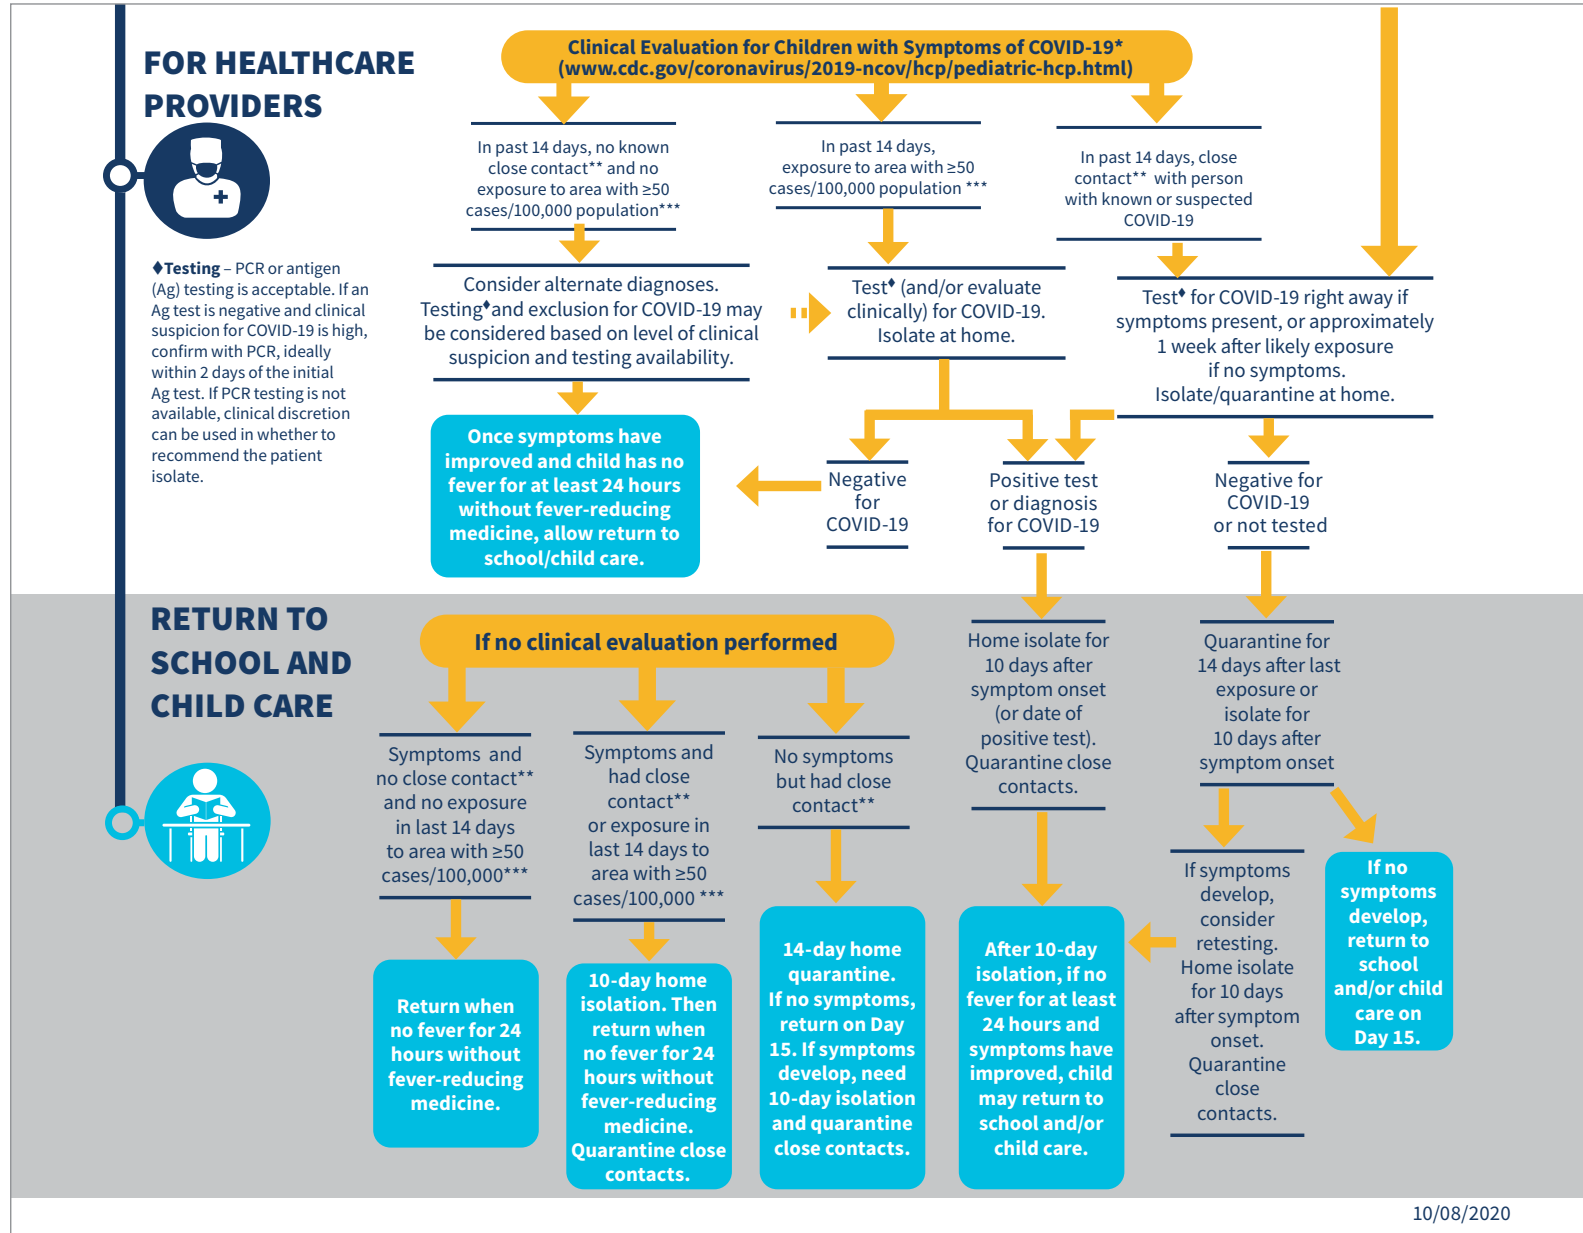 FOR HEALTHCARE
PROVIDERS
♦Testing – PCR or antigen
(Ag) testing is acceptable. If an
Ag test is negative and clinical
suspicion for COVID-19 is high,
confirm with PCR, ideally
within 2 days of the initial
Ag test. If PCR testing is not
available, clinical discretion
can be used in whether to
recommend the patient
isolate.
Clinical Evaluation for Children with Symptoms of COVID-19*
(www.cdc.gov/coronavirus/2019-ncov/hcp/pediatric-hcp.html)
In past 14 days, no known
close contact** and no
exposure to area with ≥50
cases/100,000 population***
In past 14 days,
exposure to area with ≥50
cases/100,000 population ***
In past 14 days, close
contact** with person
with known or suspected
COVID-19
Consider alternate diagnoses.
Testing♦and exclusion for COVID-19 may
be considered based on level of clinical
suspicion and testing availability.
Test♦ (and/or evaluate
clinically) for COVID-19.
Isolate at home.
Test♦ for COVID-19 right away if
symptoms present, or approximately
1 week after likely exposure
if no symptoms.
Isolate/quarantine at home.
Once symptoms have
improved and child has no
fever for at least 24 hours
without fever-reducing
medicine, allow return to
school/child care.
Negative
for
COVID-19
Positive test
or diagnosis
for COVID-19
Negative for
COVID-19
or not tested
RETURN TO
SCHOOL AND
CHILD CARE
If no clinical evaluation performed
Symptoms and
no close contact**
and no exposure
in last 14 days
to area with ≥50
cases/100,000***
Symptoms and
had close
contact**
or exposure in
last 14 days to
area with ≥50
cases/100,000 ***
No symptoms
but had close
contact**
Home isolate for
10 days after
symptom onset
(or date of
positive test).
Quarantine close
contacts.
Quarantine for
14 days after last
exposure or
isolate for
10 days after
symptom onset
Return when
no fever for 24
hours without
fever-reducing
medicine.
10-day home
isolation. Then
return when
no fever for 24
hours without
fever-reducing
medicine.
Quarantine close
contacts.
14-day home
quarantine.
If no symptoms,
return on Day
15. If symptoms
develop, need
10-day isolation
and quarantine
close contacts.
After 10-day
isolation, if no
fever for at least
24 hours and
symptoms have
improved, child
may return to
school and/or
child care.
If symptoms
develop,
consider
retesting.
Home isolate
for 10 days
after symptom
onset.
Quarantine
close
contacts.
If no
symptoms
develop,
return to
school
and/or child
care on
Day 15.
10/08/2020